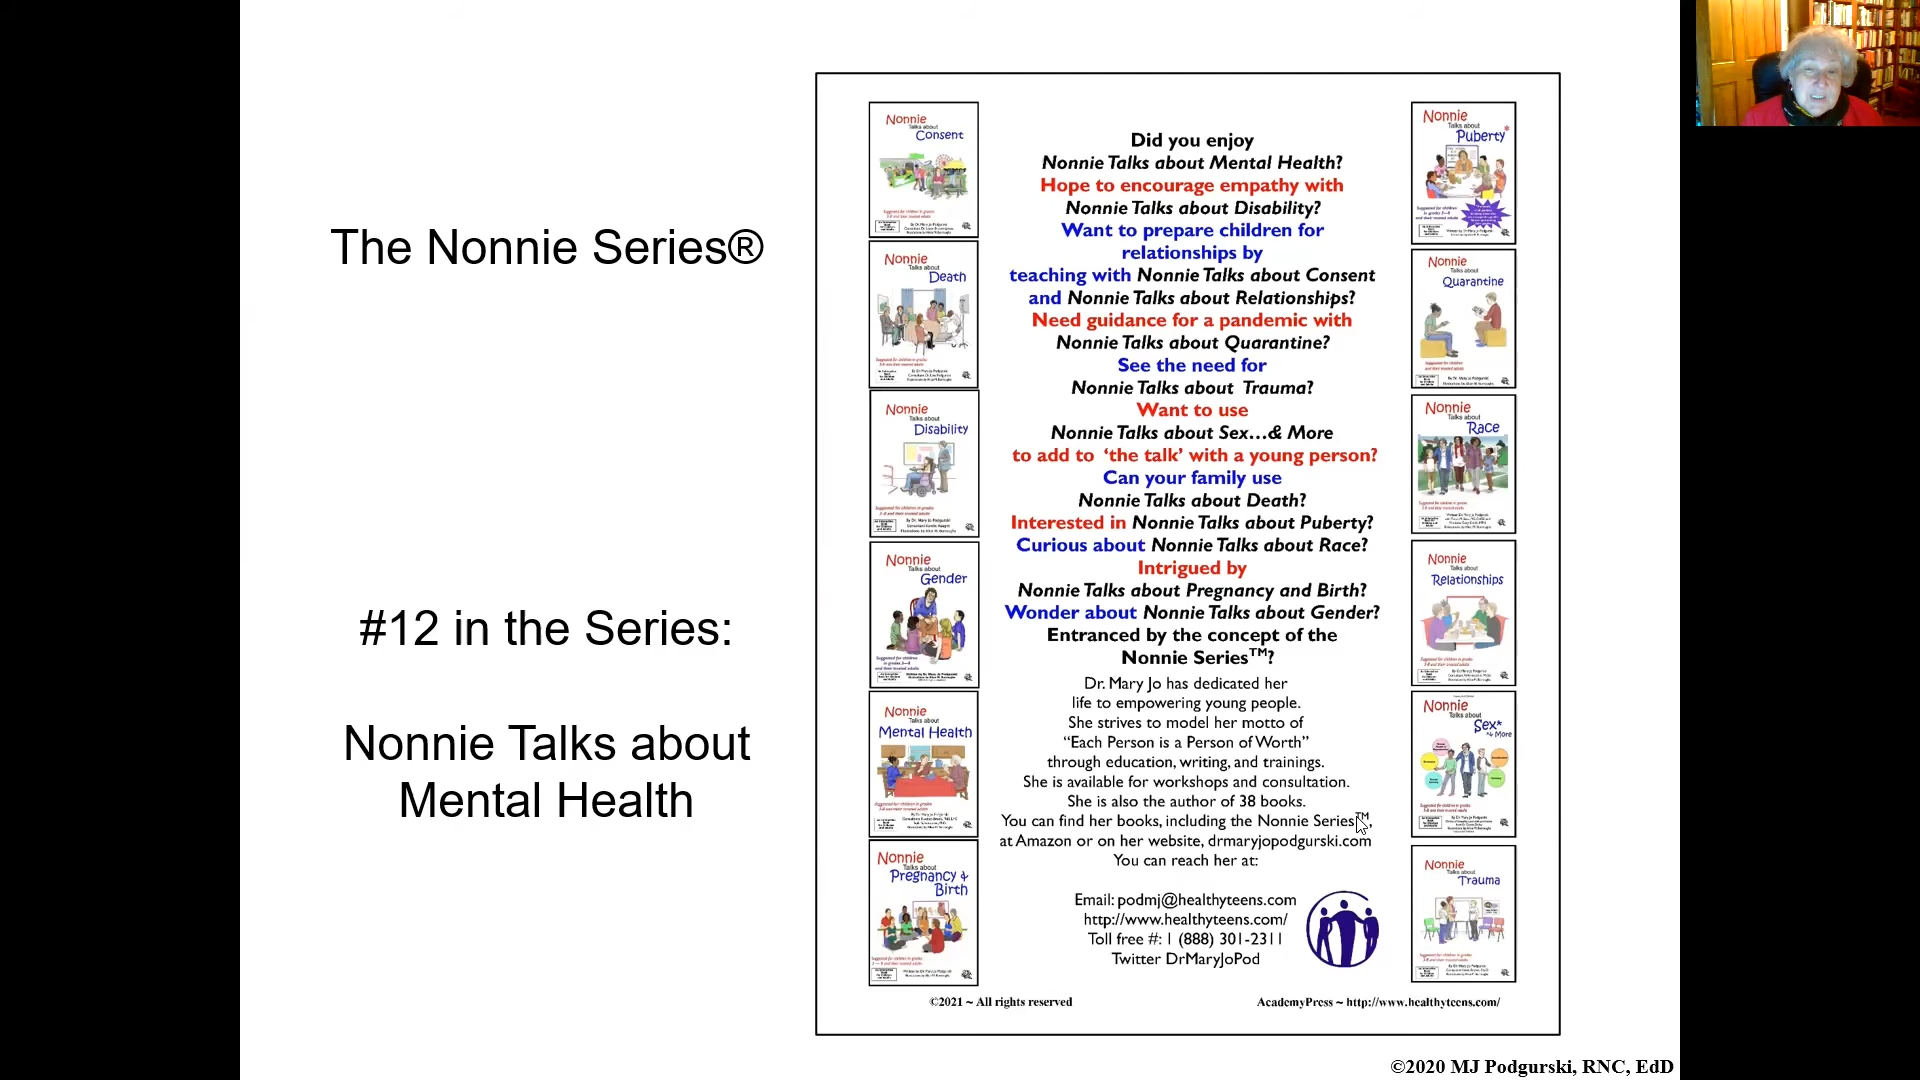 The Nonnie Series®
#12 in the Series:
Nonnie Talks about
Mental Health
Nonnie
Talks about
Consent
Nonnie
Talks about
Death
Nonnie
Talks about
Disability
Nonnie
Talks about
Gender
Nonnie
Talks about
Mental Health
Nonnie
Talks about
Pregnancy &
Birth
Did you enjoy
Nonnie Talks about Mental Health?
Hope to encourage empathy with
Nonnie Talks about Disability?
Want to prepare children for
relationships by
teaching with Nonnie Talks about Consent
and Nonnie Talks about Relationships?
Need guidance for a pandemic with
Nonnie Talks about Quarantine?
See the need for
Nonnie Talks about Trauma?
Want to use
Nonnie Talks about Sex...& More
to add to ‘the talk’ with a young person?
Can your family use
Nonnie Talks about Death?
Interested in Nonnie Talks about Puberty?
Curious about Nonnie Talks about Race?
Intrigued by
Nonnie Talks about Pregnancy and Birth?
Wonder about Nonnie Talks about Gender?
Entranced by the concept of the
Nonnie Series™?
Dr. Mary Jo has dedicated her
life to empowering young people.
She strives to model her motto of
“Each Person is a Person of Worth”
through education, writing, and trainings.
She is available for workshops and consultation.
She is also the author of 38 books.
You can find her books, including the Nonnie Series™,
at Amazon or on her website, drmaryjopodgurski.com
You can reach her at:
Email: podmj@healthyteens.com
http://www.healthyteens.com/
Toll free #: 1 (888) 301-2311
Twitter DrMaryJoPod
Nonnie
Talks about
Puberty*
Nonnie
Talks about
Quarantine
Nonnie
Talks about
Race
Nonnie
Talks about
Relationships
Nonnie
Talks about
Sex*
*& More
Nonnie
Talks about
Trauma
©2021 ~ All rights reserved
AcademyPress ~ http://www.healthyteens.com/
©2020 MJ Podgurski, RNC, EdD